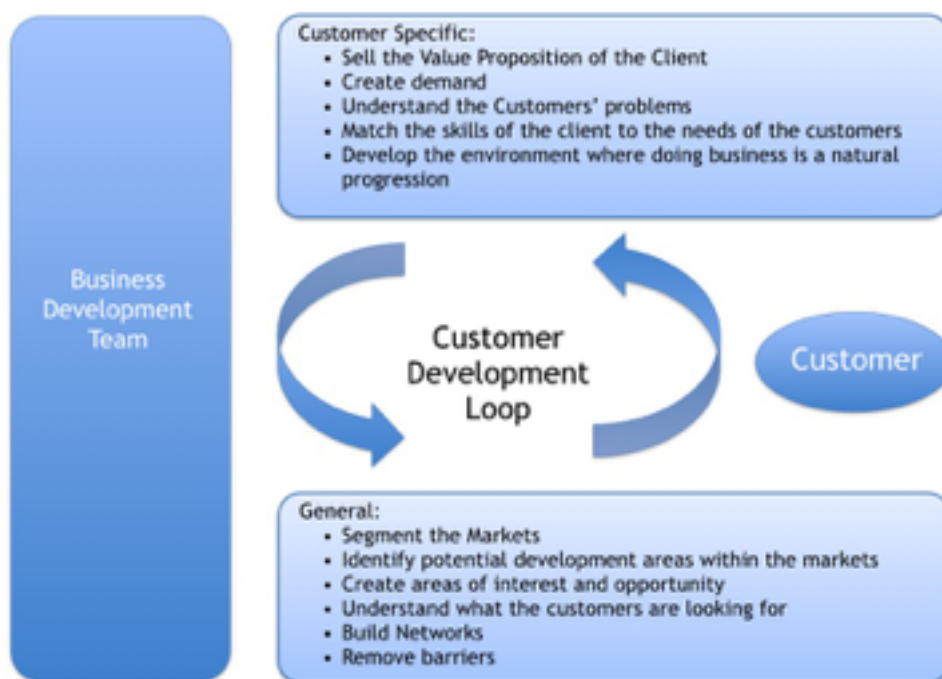 Customer Specific:
• Sell the Value Proposition of the Client
• Create demand
• Understand the Customers' problems
• Match the skills of the client to the needs of the customers
• Develop the environment where doing business is a natural
progression
Business
Development
Team
Customer
Development
Loop
Customer
General:
• Segment the Markets
• Identify potential development areas within the markets
• Create areas of interest and opportunity
• Understand what the customers are looking for
• Build Networks
• Remove barriers